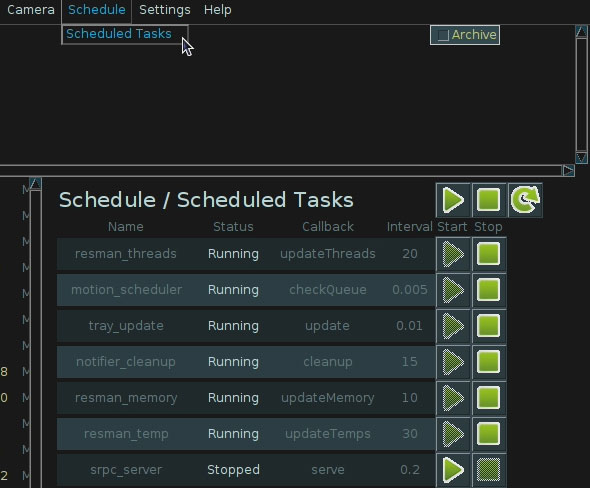 Camera Schedule Settings Help
Scheduled Tasks
Archive
Schedule / Scheduled Tasks
Name Status Callback Interval Start Stop
resman_threads Running updateThreads 20
motion_scheduler Running checkQueue 0.005
tray_update Running update 0.01
notifier_cleanup Running cleanup 15
8
0
resman_memory Running updateMemory 10
resman_temp Running updateTemps 30
srpc_server Stopped serve 0.2
2